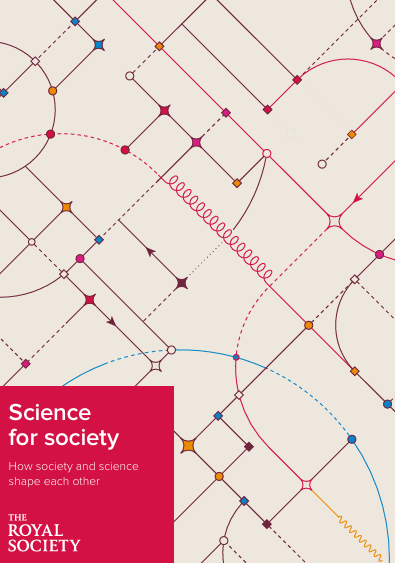 Science
for society
How society and science
shape each other
THE
ROYAL
SOCIETY